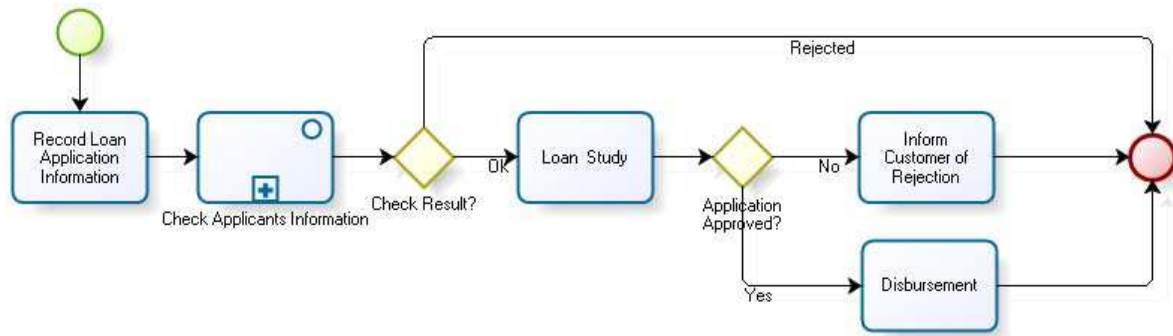 Rejected
Record Loan
Application
Information
Check Applicants Information
Check Result?
OK
Loan Study
Application
Approved?
No
Yes
Inform
Customer of
Rejection
Disbursement